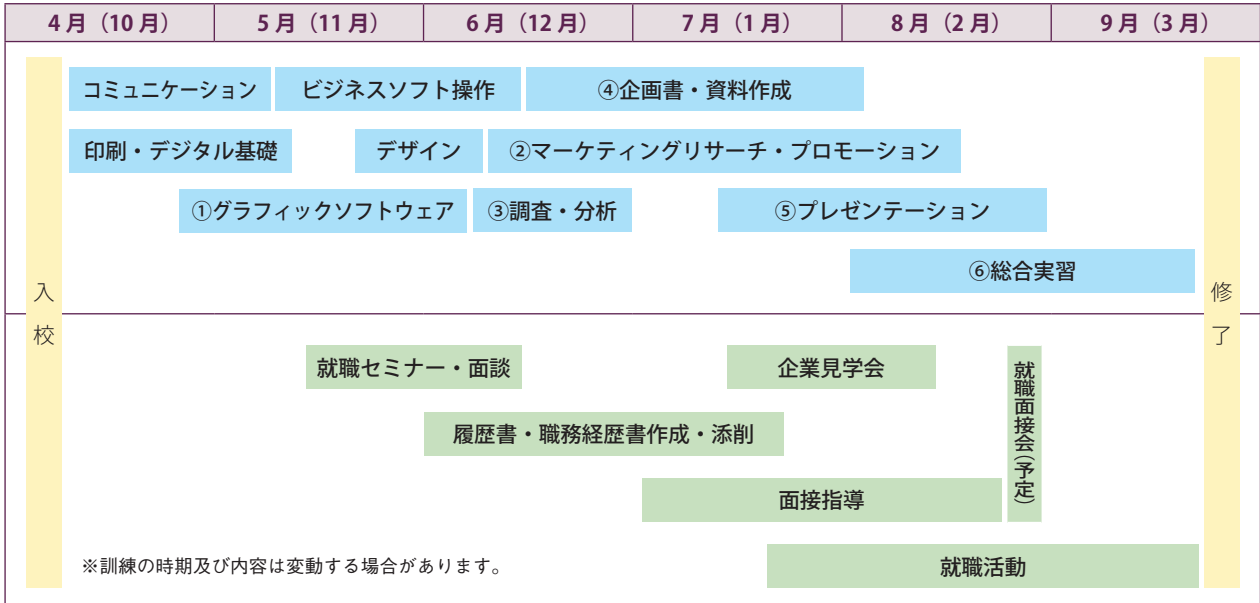 4月（10月）
5月（11月）
6月（12月）
7月（1月）
8月（2月）
9月（3月）
入校
コミュニケーション
ビジネスソフト操作
④企画書・資料作成
印刷・デジタル基礎
デザイン
②マーケティングリサーチ・プロモーション
①グラフィックソフトウェア
③調査・分析
⑤プレゼンテーション
⑥総合実習
修了
就職セミナー・面談
企業見学会
就職面接会（予定）
履歴書・職務経歴書作成・添削
面接指導
就職活動
※訓練の時期及び内容は変動する場合があります。